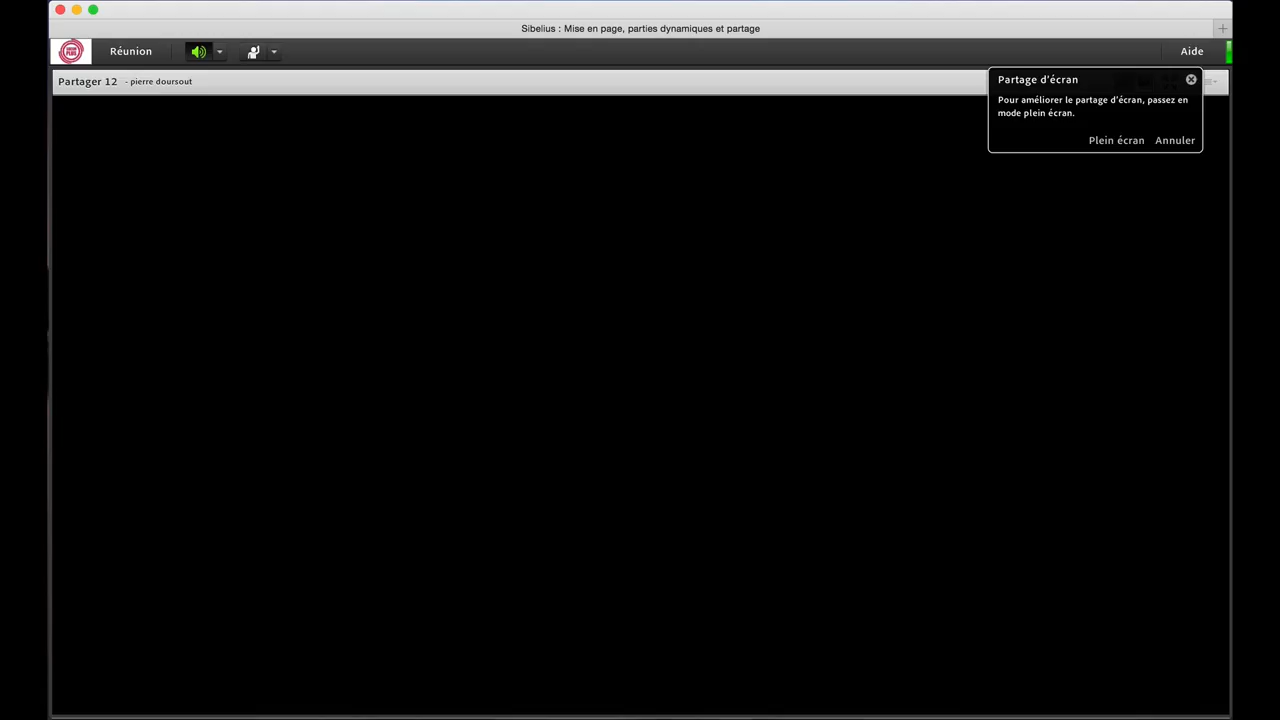 Sibelius : Mise en page, parties dynamiques et partage
Réunion
Aide
Partager 12 - pierre doursout
Partage d'écran
Pour améliorer le partage d'écran, passez en
mode plein écran.
Plein écran Annuler